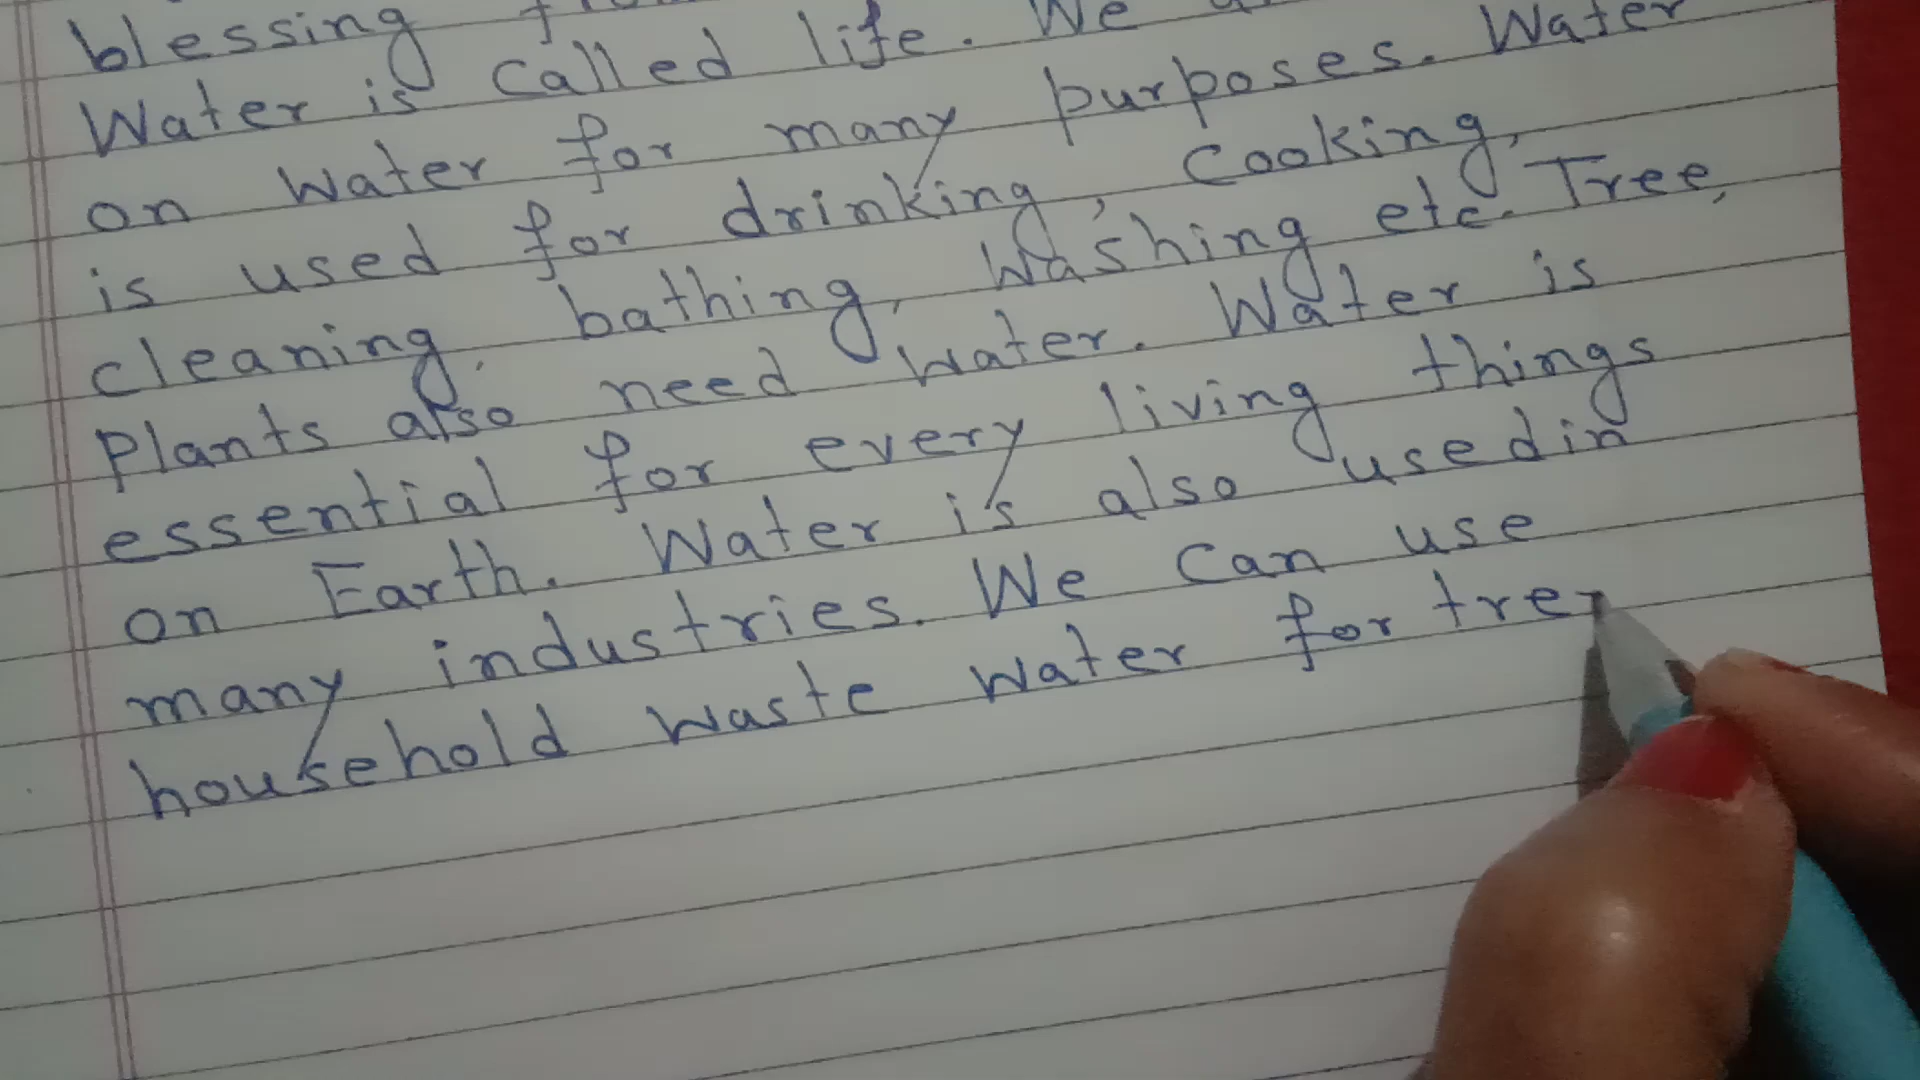 blessing
Water is called life. We
on water for many purposes. Water
is used for drinking, cooking,
cleaning, bathing, washing etc. Tree,
plants also need water. Water is
essential for every living things
on Earth. Water is also used in
many industries. We can use
household waste water for tre